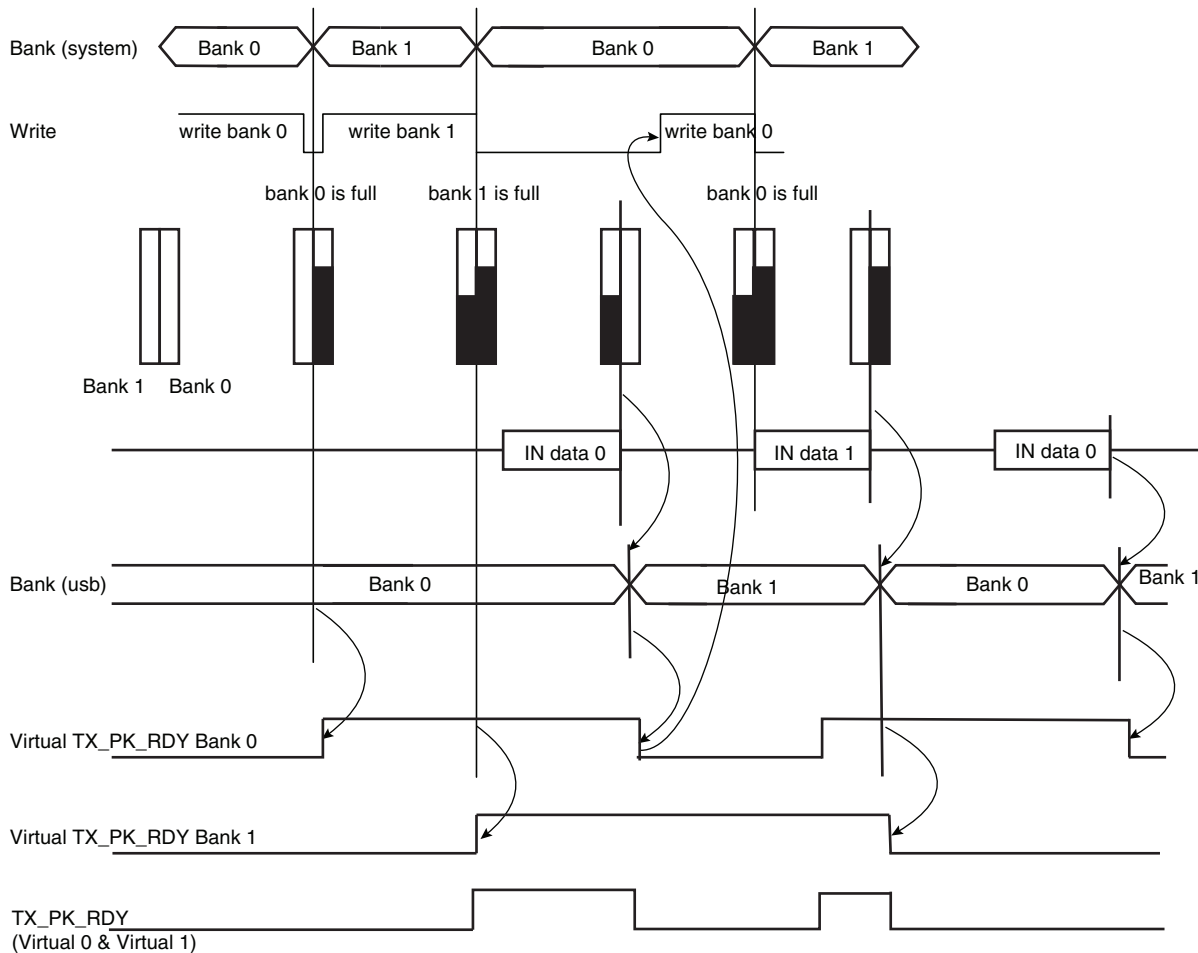 Bank (system) Bank 0 Bank 1 Bank 0 Bank 1
Write write bank 0 write bank 1 write bank 0
bank 0 is full bank 1 is full bank 0 is full
Bank 1 Bank 0
IN data 0 IN data 1 IN data 0
Bank (usb) Bank 0 Bank 1 Bank 0 Bank 1
Virtual TX_PK_RDY Bank 0
Virtual TX_PK_RDY Bank 1
TX_PK_RDY
(Virtual 0 & Virtual 1)